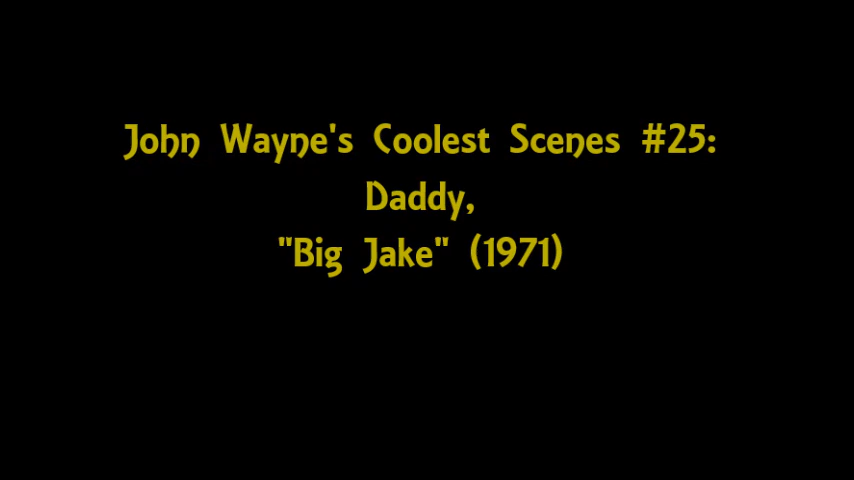 John Wayne's Coolest Scenes #25:
Daddy,
"Big Jake" (1971)